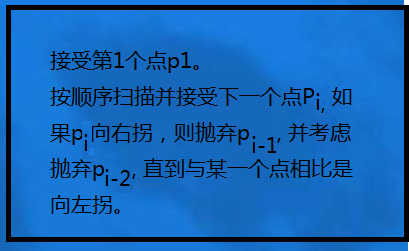 接受第1个点p1。
按顺序扫描并接受下一个点Pi, 如
果pi向右拐，则抛弃pi-1, 并考虑
抛弃pi-2, 直到与某一个点相比是
向左拐。